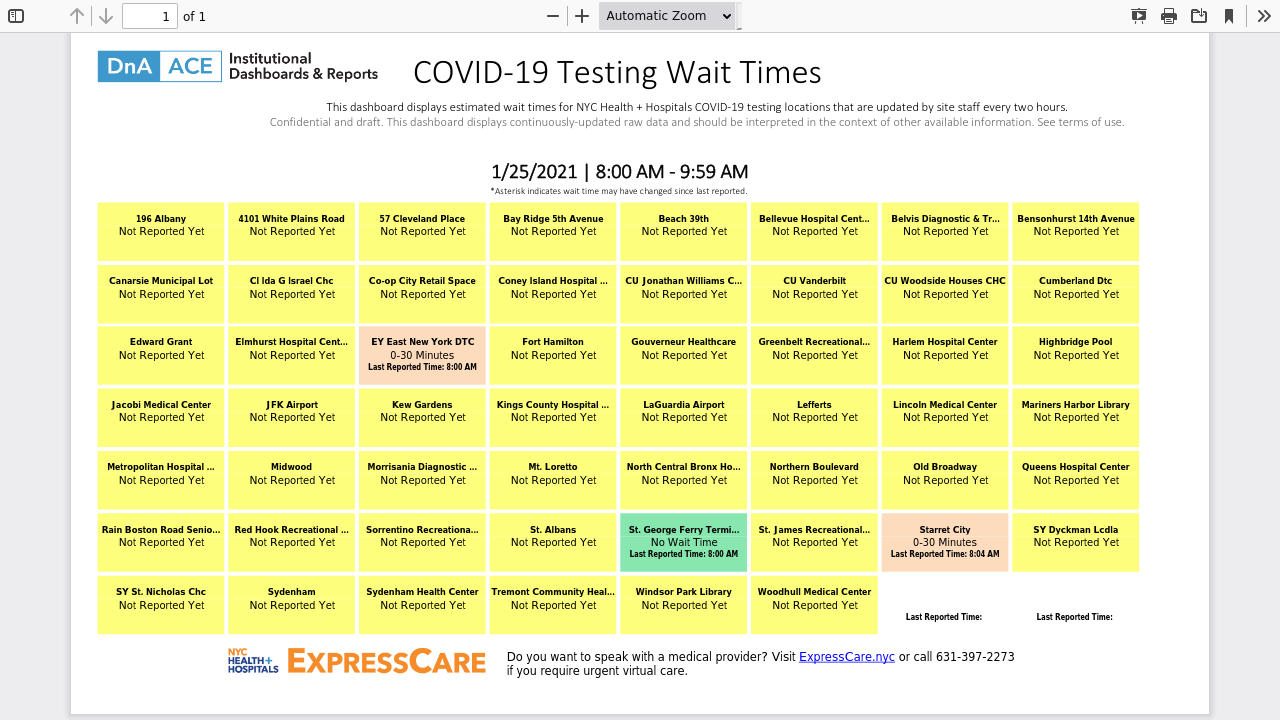 1 of 1 Automatic Zoom
DnA ACE Institutional
Dashboards & Reports
COVID-19 Testing Wait Times
This dashboard displays estimated wait times for NYC Health + Hospitals COVID-19 testing locations that are updated by site staff every two hours.
Confidential and draft. This dashboard displays continuously-updated raw data and should be interpreted in the context of other available information. See terms of use.
1/25/2021 | 8:00 AM - 9:59 AM
*Asterisk indicates wait time may have changed since last reported.
196 Albany 4101 White Plains Road 57 Cleveland Place Bay Ridge 5th Avenue Beach 39th Bellevue Hospital Cent... Belvis Diagnostic & Tr... Bensonhurst 14th Avenue
Not Reported Yet Not Reported Yet Not Reported Yet Not Reported Yet Not Reported Yet Not Reported Yet Not Reported Yet Not Reported Yet
Canarsie Municipal Lot CI Ida G Israel Chc Co-op City Retail Space Coney Island Hospital ... CU Jonathan Williams C... CU Vanderbilt CU Woodside Houses CHC Cumberland Dtc
Not Reported Yet Not Reported Yet Not Reported Yet Not Reported Yet Not Reported Yet Not Reported Yet Not Reported Yet Not Reported Yet
Edward Grant Elmhurst Hospital Cent... EY East New York DTC Fort Hamilton Gouverneur Healthcare Greenbelt Recreational... Harlem Hospital Center Highbridge Pool
Not Reported Yet Not Reported Yet 0-30 Minutes Not Reported Yet Not Reported Yet Not Reported Yet Not Reported Yet Not Reported Yet
Last Reported Time: 8:00 AM
Jacobi Medical Center JFK Airport Kew Gardens Kings County Hospital ... LaGuardia Airport Lefferts Lincoln Medical Center Mariners Harbor Library
Not Reported Yet Not Reported Yet Not Reported Yet Not Reported Yet Not Reported Yet Not Reported Yet Not Reported Yet Not Reported Yet
Metropolitan Hospital ... Midwood Morrisania Diagnostic ... Mt. Loretto North Central Bronx Ho... Northern Boulevard Old Broadway Queens Hospital Center
Not Reported Yet Not Reported Yet Not Reported Yet Not Reported Yet Not Reported Yet Not Reported Yet Not Reported Yet Not Reported Yet
Rain Boston Road Senio... Red Hook Recreational ... Sorrentino Recreationa... St. Albans St. George Ferry Termi... St. James Recreational... Starret City SY Dyckman Lcdla
Not Reported Yet Not Reported Yet Not Reported Yet Not Reported Yet No Wait Time Not Reported Yet 0-30 Minutes Not Reported Yet
Last Reported Time: 8:00 AM Last Reported Time: 8:04 AM
SY St. Nicholas Chc Sydenham Sydenham Health Center Tremont Community Heal... Windsor Park Library Woodhull Medical Center
Not Reported Yet Not Reported Yet Not Reported Yet Not Reported Yet Not Reported Yet Not Reported Yet
Last Reported Time: Last Reported Time:
NYC
HEALTH+
HOSPITALS
EXPRESSCARE
Do you want to speak with a medical provider? Visit ExpressCare.nyc or call 631-397-2273
if you require urgent virtual care.